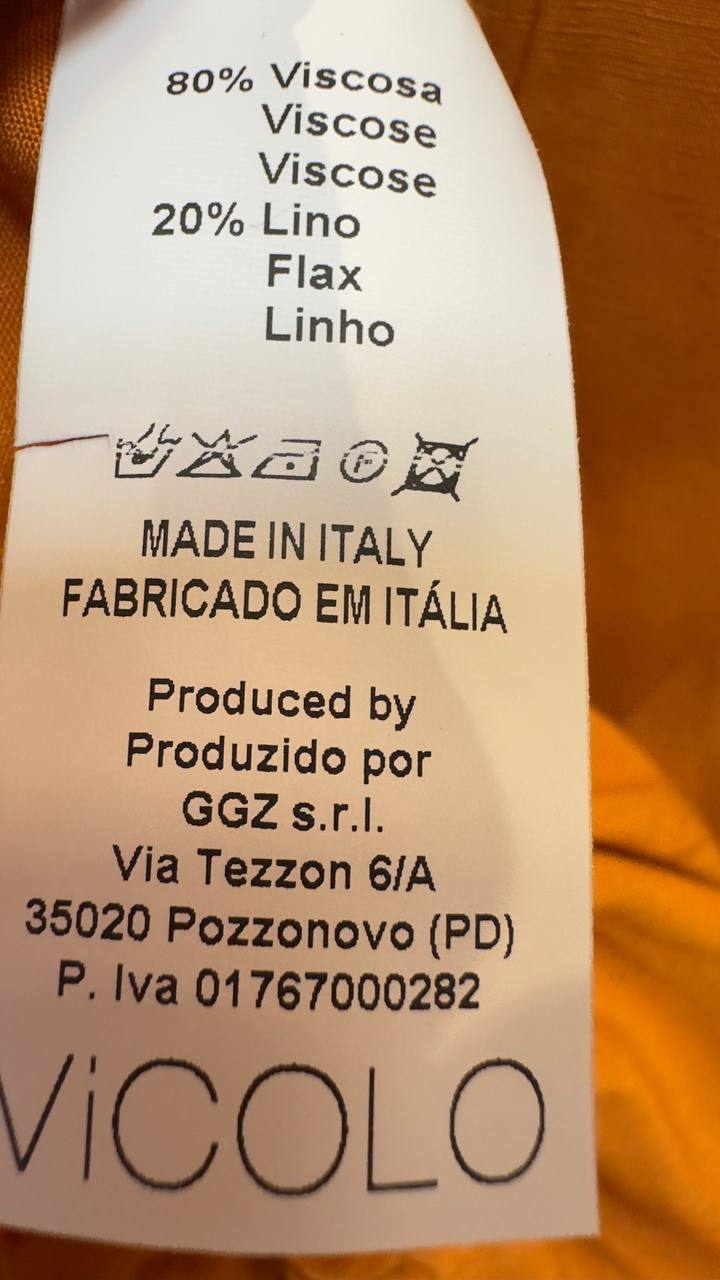 80% Viscosa
Viscose
Viscose
20% Lino
Flax
Linho
F
MADE IN ITALY
FABRICADO EM ITÁLIA
Produced by
Produzido por
GGZ s.r.l.
Via Tezzon 6/A
35020 Pozzonovo (PD)
P. Iva 01767000282
ViCOLO